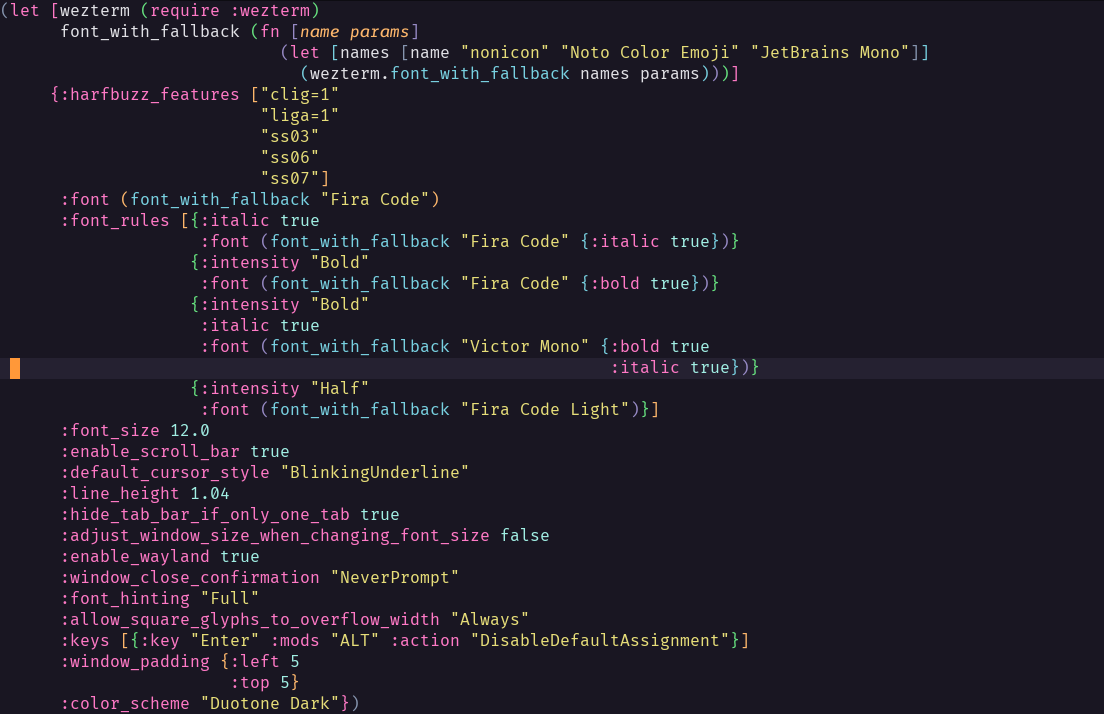 (let [wezterm (require :wezterm)
      font_with_fallback (fn [name params]
                            (let [names [name "nonicon" "Noto Color Emoji" "JetBrains Mono"]]
                              (wezterm.font_with_fallback names params)))]
     {:harfbuzz_features ["clig=1"
                          "liga=1"
                          "ss03"
                          "ss06"
                          "ss07"]
      :font (font_with_fallback "Fira Code")
      :font_rules [{:italic true
                    :font (font_with_fallback "Fira Code" {:italic true})}
                   {:intensity "Bold"
                    :font (font_with_fallback "Fira Code" {:bold true})}
                   {:intensity "Bold"
                    :italic true
                    :font (font_with_fallback "Victor Mono" {:bold true
                                                             :italic true})}
                   {:intensity "Half"
                    :font (font_with_fallback "Fira Code Light")}]
      :font_size 12.0
      :enable_scroll_bar true
      :default_cursor_style "BlinkingUnderline"
      :line_height 1.04
      :hide_tab_bar_if_only_one_tab true
      :adjust_window_size_when_changing_font_size false
      :enable_wayland true
      :window_close_confirmation "NeverPrompt"
      :font_hinting "Full"
      :allow_square_glyphs_to_overflow_width "Always"
      :keys [{:key "Enter" :mods "ALT" :action "DisableDefaultAssignment"}]
      :window_padding {:left 5
                       :top 5}
      :color_scheme "Duotone Dark"})